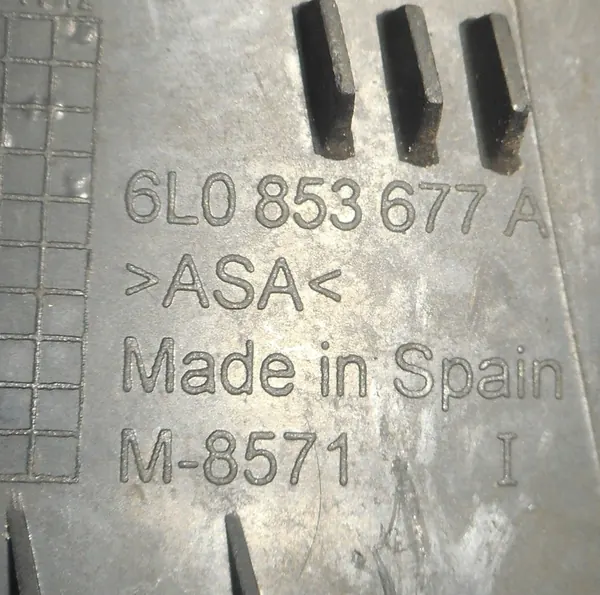 6L0 853 677 A
>ASA<
Made in Spain
M-8571 I